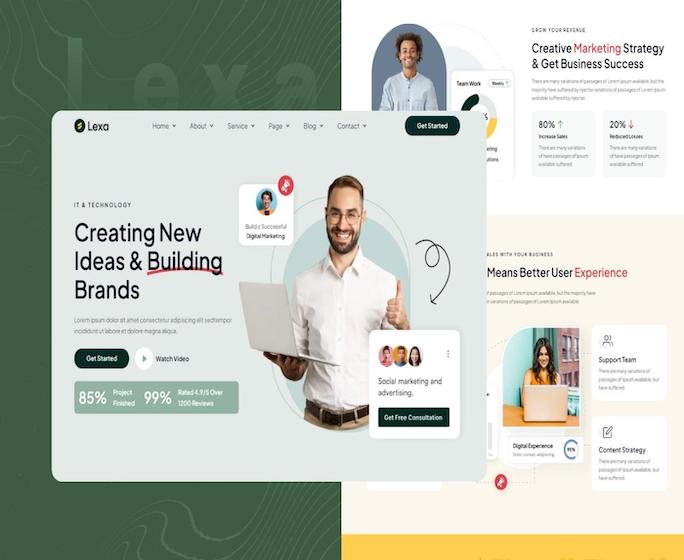 Lexa
GROW YOUR REVENUE
Creative Marketing Strategy
& Get Business Success
There are many variations of passages of Lorem Ipsum available, but the
majority have suffered by injector variations of passages of Lorem Ipsum
available suffered by injector.
Team Work
Weekly
80%
Increase Sales
There are many variations
of have passages of Ipsum
available.
20%
Reduced Losses
There are many variations
of have passages of Ipsum
available.
Lexa
Home
About
Service
Page
Blog
Contact
Get Started
IT & TECHNOLOGY
Creating New
Ideas & Building
Brands
Lorem ipsum dolor sit amet consectetur adipiscing elit sedtempor
incididunt ut labore et dolore magna aliqua.
Get Started
Watch Video
85%
Project
Finished
99%
Rated 4.9/5 Over
1200 Reviews
Build a Successful
Digital Marketing
Social marketing and
advertising.
Get Free Consultation
ALES WITH YOUR BUSINESS
Means Better User Experience
of passages of Lorem Ipsum available, but the majority have
variations of passages of Lorem Ipsum available.
Support Team
There are many variations of
passages of Ipsum available, but
have suffered.
Digital Experience
95%
Content Strategy
There are many variations of
passages of Ipsum available, but
have suffered.